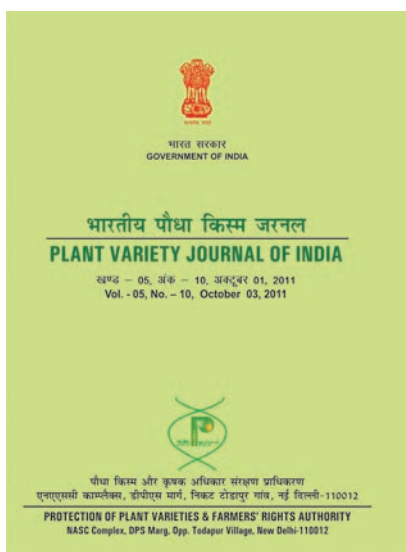 भारत सरकार
GOVERNMENT OF INDIA
भारतीय पौधा किस्म जरनल
PLANT VARIETY JOURNAL OF INDIA
खण्ड – 05, अंक – 10, अक्टूबर 01, 2011
Vol. - 05, No. – 10, October 03, 2011
पौधा किस्म और कृषक अधिकार संरक्षण प्राधिकरण
एनएएससी काम्प्लैक्स, डीपीएस मार्ग, निकट टोडापुर गांव, नई दिल्ली-110012
PROTECTION OF PLANT VARIETIES & FARMERS' RIGHTS AUTHORITY
NASC Complex, DPS Marg, Opp. Todapur Village, New Delhi-110012